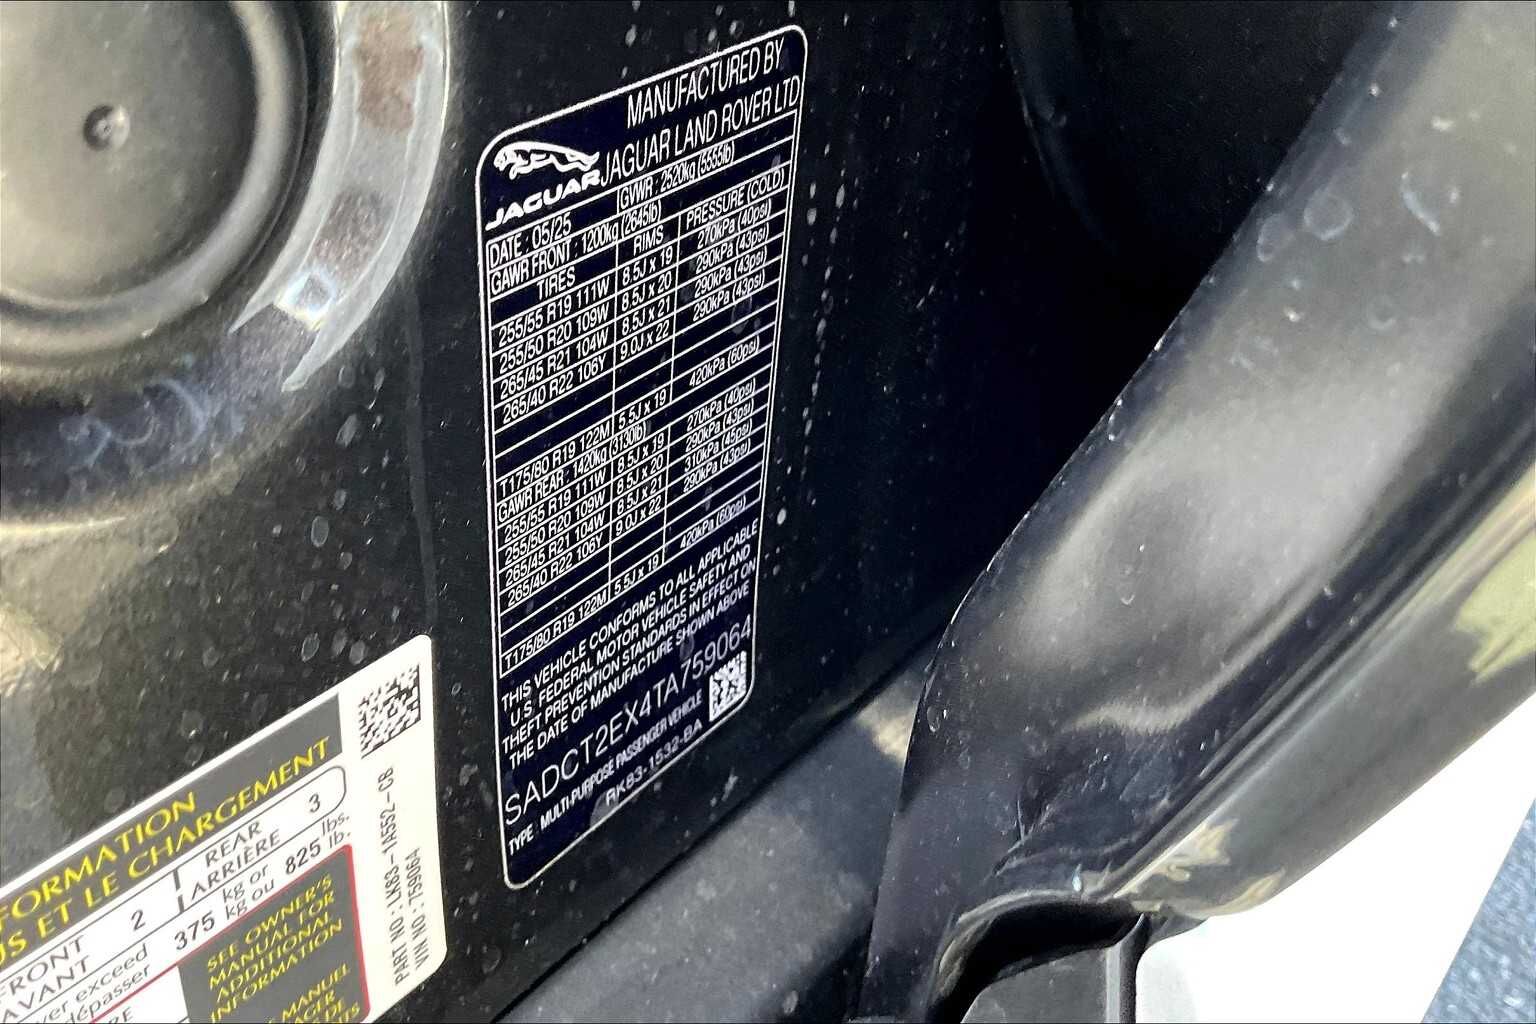 MANUFACTURED BY
JAGUAR LAND ROVER LTD
JAGUAR
DATE : 05/25 GVWR : 2520kg (5555lb)
GAWR FRONT : 1200kg (2645lb)
TIRES RIMS PRESSURE (COLD)
255/55 R19 111W 8.5J x 19 270kPa (40psi)
255/50 R20 109W 8.5J x 20 290kPa (43psi)
265/45 R21 104W 8.5J x 21 290kPa (43psi)
265/40 R22 106Y 9.0J x 22 290kPa (43psi)
T175/80 R19 122M 5.5J x 19 420kPa (60psi)
GAWR REAR : 1420kg (3130lb)
255/55 R19 111W 8.5J x 19 270kPa (40psi)
255/50 R20 109W 8.5J x 20 290kPa (43psi)
265/45 R21 104W 8.5J x 21 310kPa (45psi)
265/40 R22 106Y 9.0J x 22 290kPa (43psi)
T175/80 R19 122M 5.5J x 19 420kPa (60psi)
THIS VEHICLE CONFORMS TO ALL APPLICABLE
U.S. FEDERAL MOTOR VEHICLE SAFETY AND
THEFT PREVENTION STANDARDS IN EFFECT ON
THE DATE OF MANUFACTURE SHOWN ABOVE
SADCT2EX4TA759064
TYPE : MULTI-PURPOSE PASSENGER VEHICLE
RK83-1532-BA
FORMATION
US ET LE CHARGEMENT
FRONT 2 REAR 3
AVANT ARRIÈRE
ver exceed 375 kg or 825 lbs.
dépasser kg ou lb.
SEE OWNER'S
MANUAL FOR
ADDITIONAL
INFORMATION
MANUEL
PART NO : LK83-1A552-CB
VIN NO : 759064